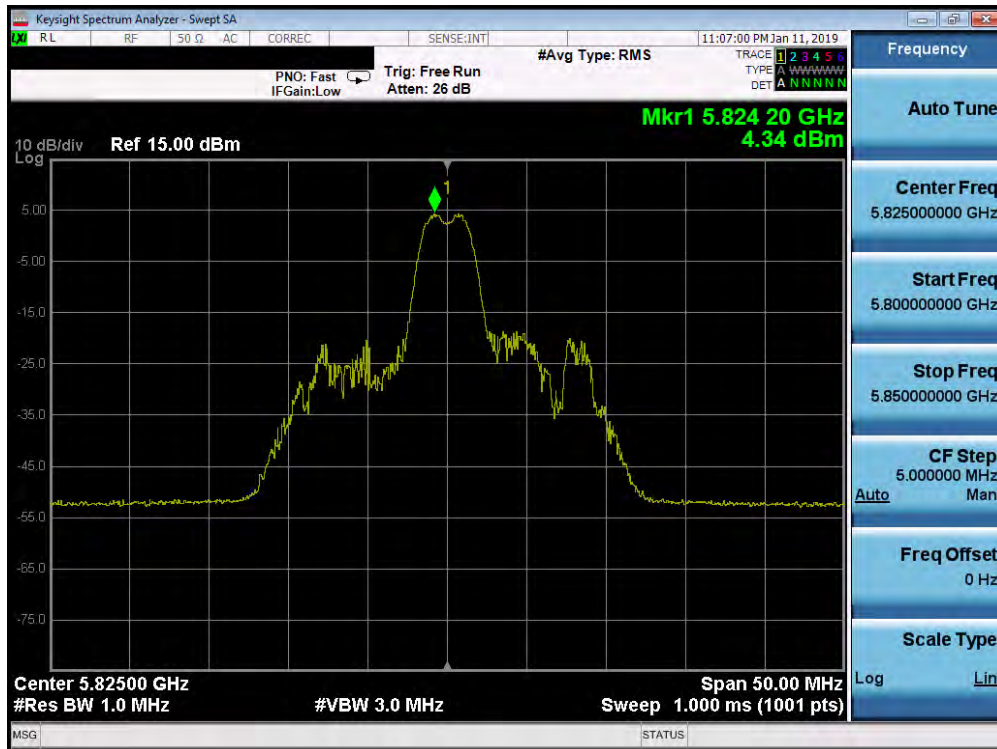 Keysight Spectrum Analyzer - Swept SA
LXI RL RF 50 Ω AC CORREC SENSE:INT 11:07:00 PM Jan 11, 2019
#Avg Type: RMS TRACE 1 2 3 4 5 6
PNO: Fast Trig: Free Run TYPE A WWWWW
IFGain:Low Atten: 26 dB DET A N N N N N
Mkr1 5.824 20 GHz
4.34 dBm
10 dB/div Ref 15.00 dBm
Log
1
5.00
-5.00
-15.0
-25.0
-35.0
-45.0
-55.0
-65.0
-75.0
Center 5.82500 GHz Span 50.00 MHz
#Res BW 1.0 MHz #VBW 3.0 MHz Sweep 1.000 ms (1001 pts)
MSG STATUS
Frequency
Auto Tune
Center Freq
5.825000000 GHz
Start Freq
5.800000000 GHz
Stop Freq
5.850000000 GHz
CF Step
5.000000 MHz
Auto Man
Freq Offset
0 Hz
Scale Type
Log Lin